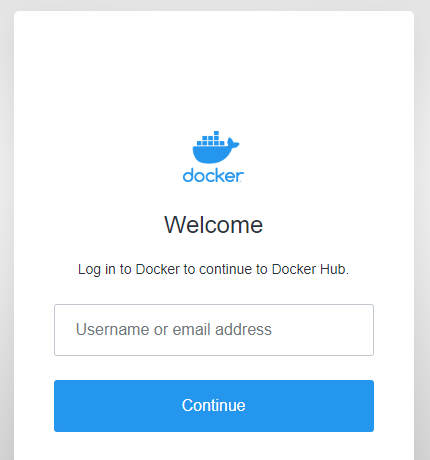 docker
Welcome
Log in to Docker to continue to Docker Hub.
Username or email address
Continue